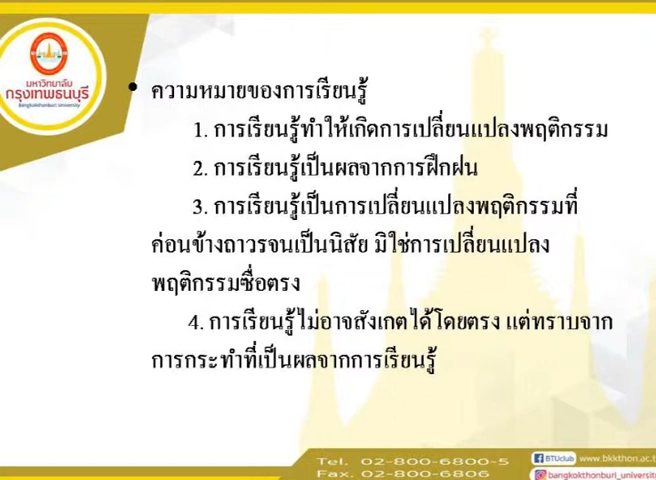 มหาวิทยาลัย
กรุงเทพธนบุรี
Bangkokthonburi University
• ความหมายของการเรียนรู้
1. การเรียนรู้ทำให้เกิดการเปลี่ยนแปลงพฤติกรรม
2. การเรียนรู้เป็นผลจากการฝึกฝน
3. การเรียนรู้เป็นการเปลี่ยนแปลงพฤติกรรมที่
ค่อนข้างถาวรจนเป็นนิสัย มิใช่การเปลี่ยนแปลง
พฤติกรรมชื่อตรง
4. การเรียนรู้ไม่อาจสังเกตได้โดยตรง แต่ทราบจาก
การกระทำที่เป็นผลจากการเรียนรู้
Tel. 02-800-6800-5
Fax. 02-800-6806
BTUclub www.bkkthon.ac.t
bangkokthonburi_university